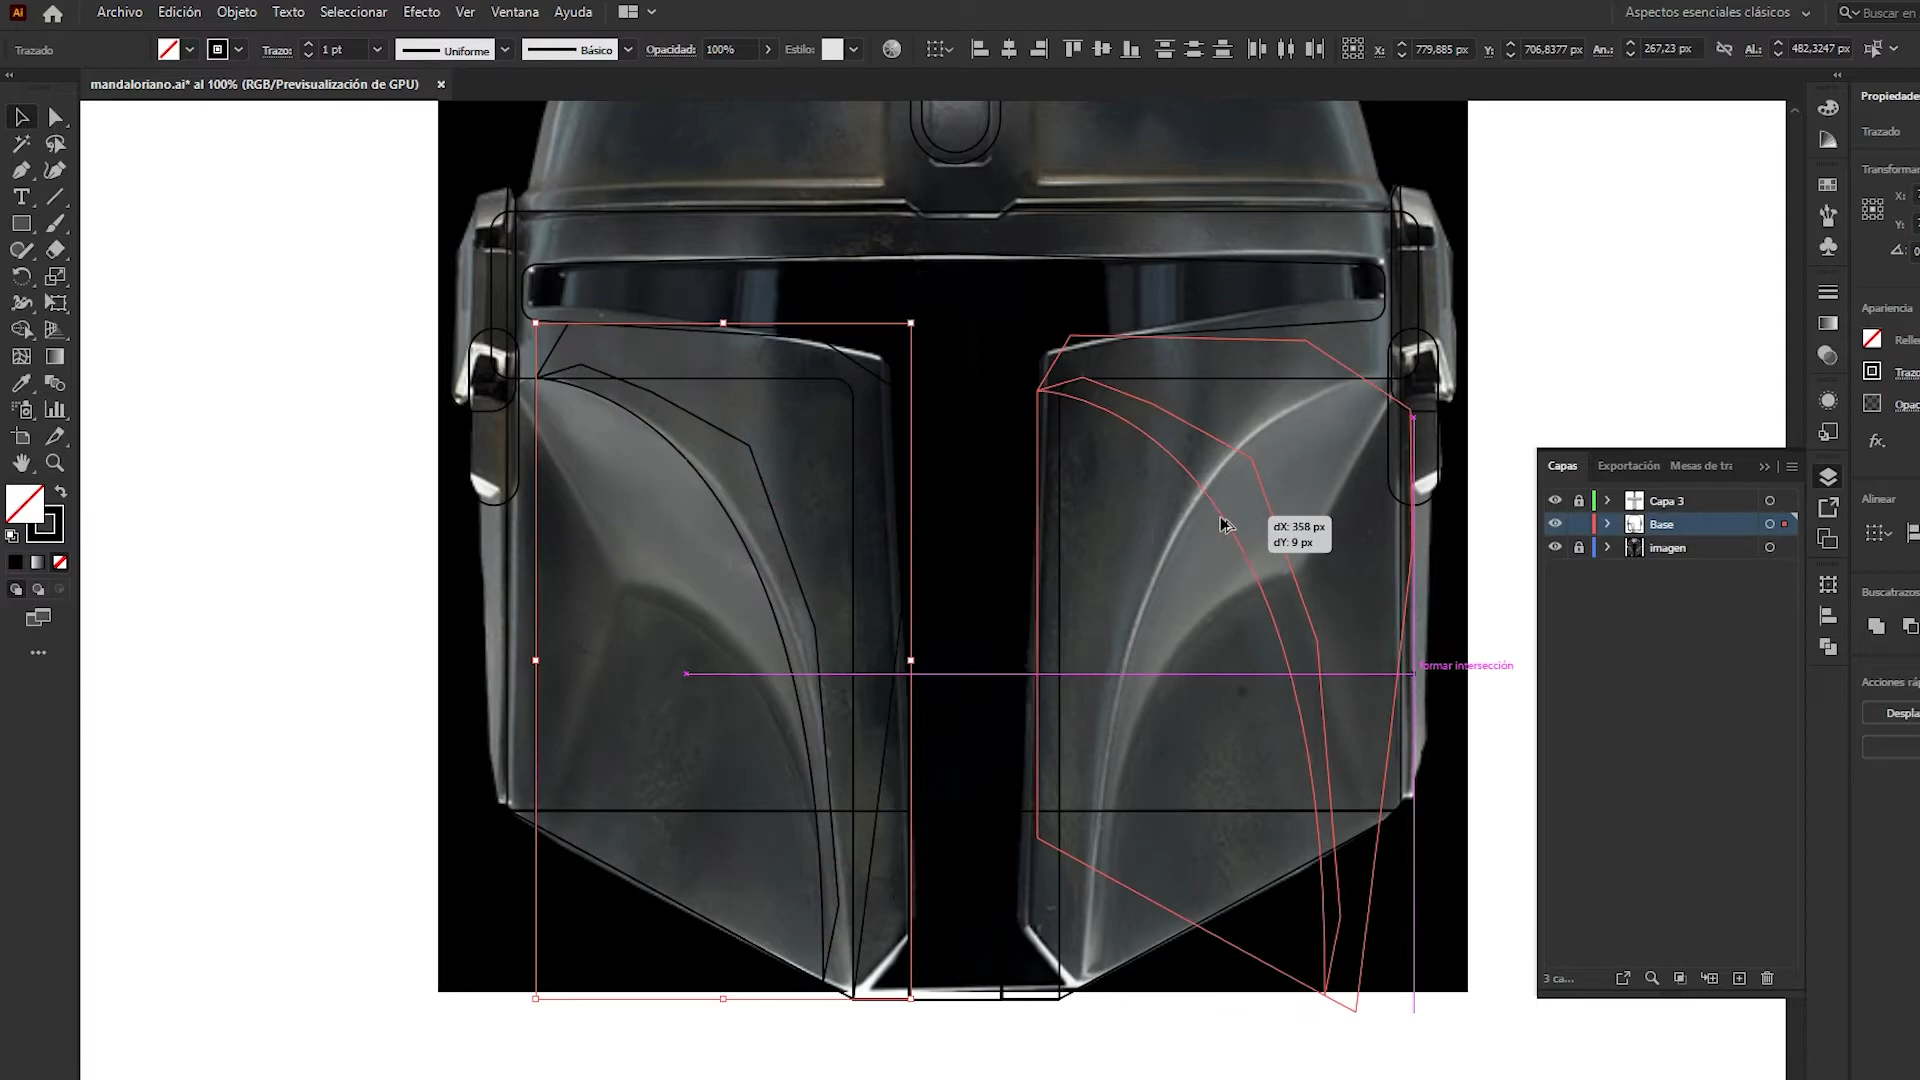 Ai
Archivo Edición Objeto Texto Seleccionar Efecto Ver Ventana Ayuda
Aspectos esenciales clásicos
Buscar en
Trazado
Trazo: 1 pt
Uniforme
Básico
Opacidad: 100%
Estilo:
X: 779,885 px
Y: 706,8377 px
An.: 267,23 px
Al.: 482,3247 px
mandaloriano.ai* al 100% (RGB/Previsualización de GPU)
Propiedades
Trazado
Transformar
X:
Y:
Apariencia
Relle
Trazo
Opac
fx
Alinear
Buscatrazos
Acciones ráp
Despla
dX: 358 px
dY: 9 px
formar intersección
Capas Exportación Mesas de tra
Capa 3
Base
imagen
3 ca...